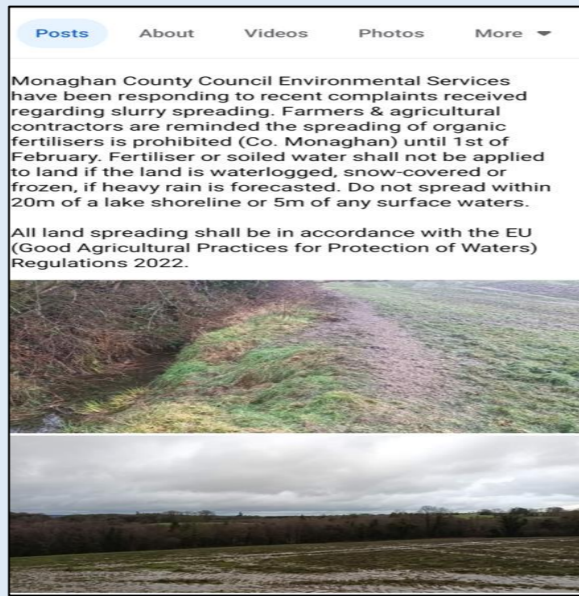 Posts About Videos Photos More
Monaghan County Council Environmental Services
have been responding to recent complaints received
regarding slurry spreading. Farmers & agricultural
contractors are reminded the spreading of organic
fertilisers is prohibited (Co. Monaghan) until 1st of
February. Fertiliser or soiled water shall not be applied
to land if the land is waterlogged, snow-covered or
frozen, if heavy rain is forecasted. Do not spread within
20m of a lake shoreline or 5m of any surface waters.
All land spreading shall be in accordance with the EU
(Good Agricultural Practices for Protection of Waters)
Regulations 2022.